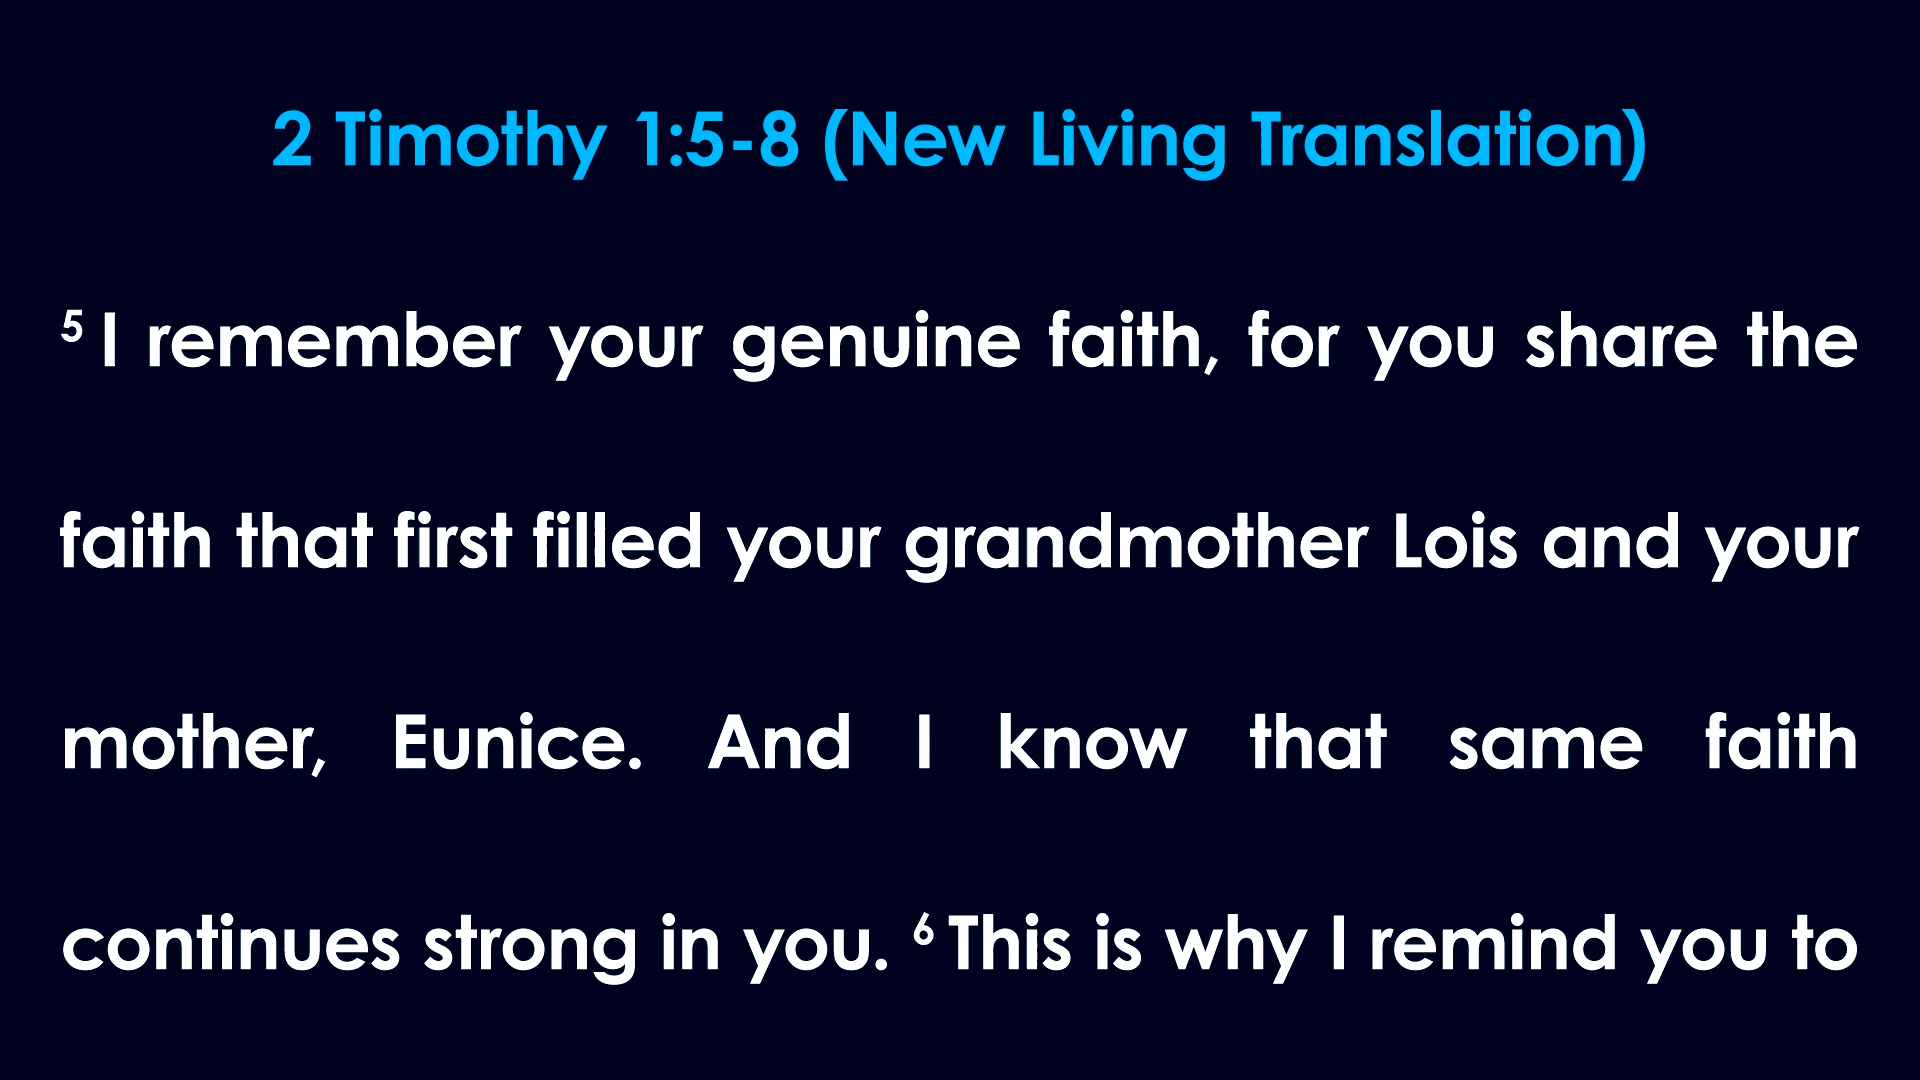 2 Timothy 1:5-8 (New Living Translation)
5 I remember your genuine faith, for you share the
faith that first filled your grandmother Lois and your
mother, Eunice. And I know that same faith
continues strong in you. 6 This is why I remind you to